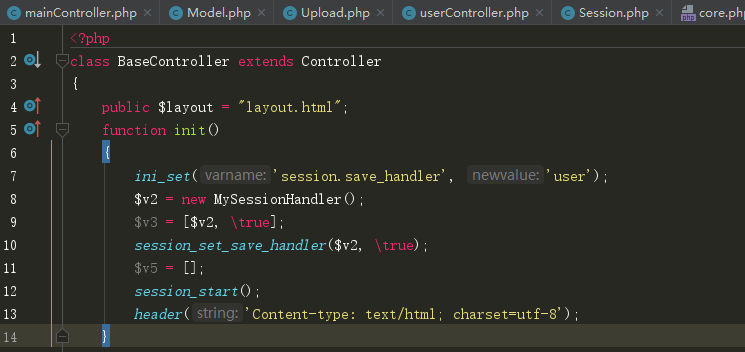 mainController.php × Model.php × Upload.php × userController.php × Session.php × core.ph
1 <?php
2 class BaseController extends Controller
3 {
4 public $layout = "layout.html";
5 function init()
6 {
7 ini_set( varname: 'session.save_handler', newvalue: 'user');
8 $v2 = new MySessionHandler();
9 $v3 = [$v2, \true];
10 session_set_save_handler($v2, \true);
11 $v5 = [];
12 session_start();
13 header( string: 'Content-type: text/html; charset=utf-8');
14 }